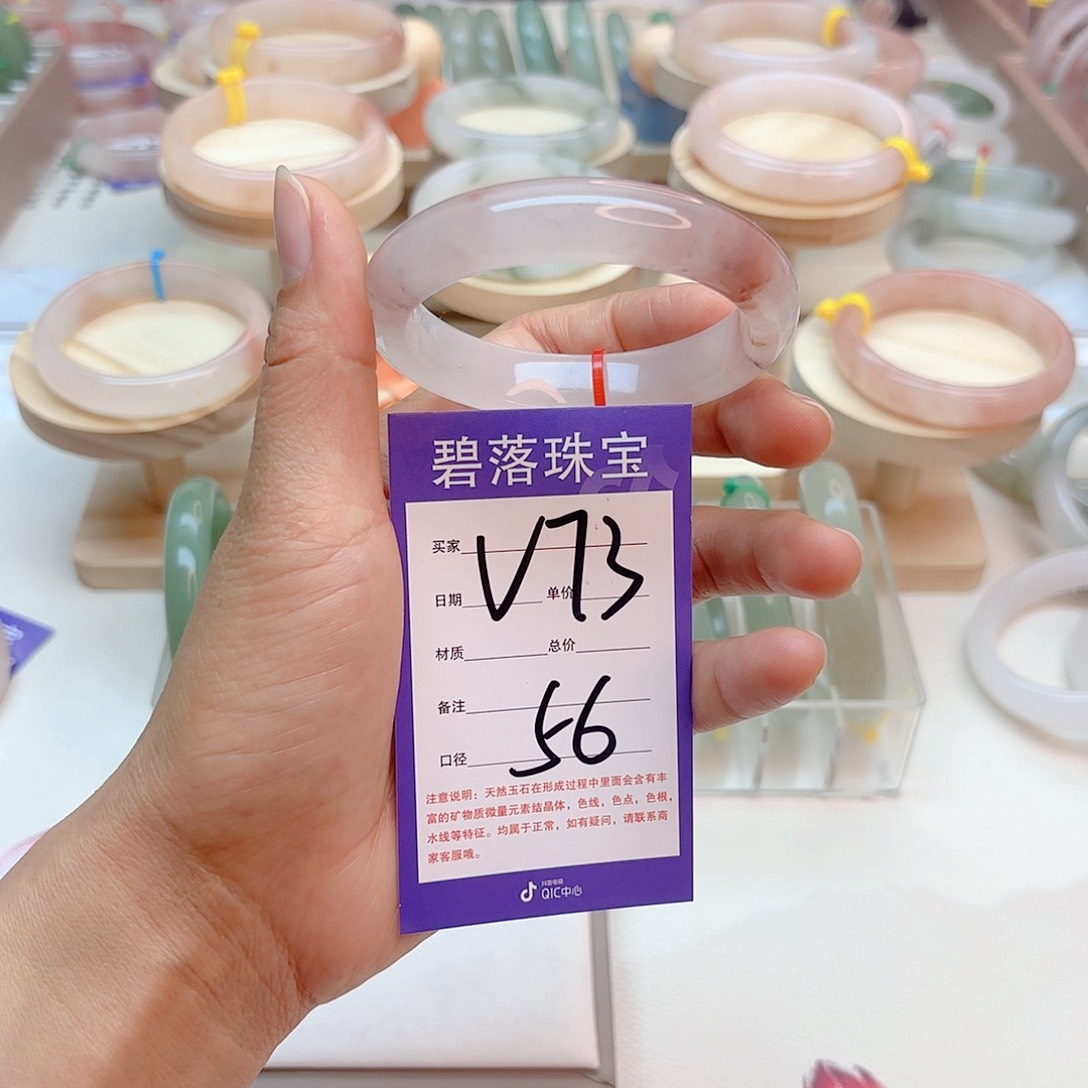 碧落珠宝
买家 V73
日期 单价
材质 总价
备注
口径 56
注意说明：天然玉石在形成过程中里面会含有丰
富的矿物质微量元素结晶体，色线，色点，色根，
水线等特征。均属于正常，如有疑问，请联系商
家客服哦。
抖音电商
QIC中心